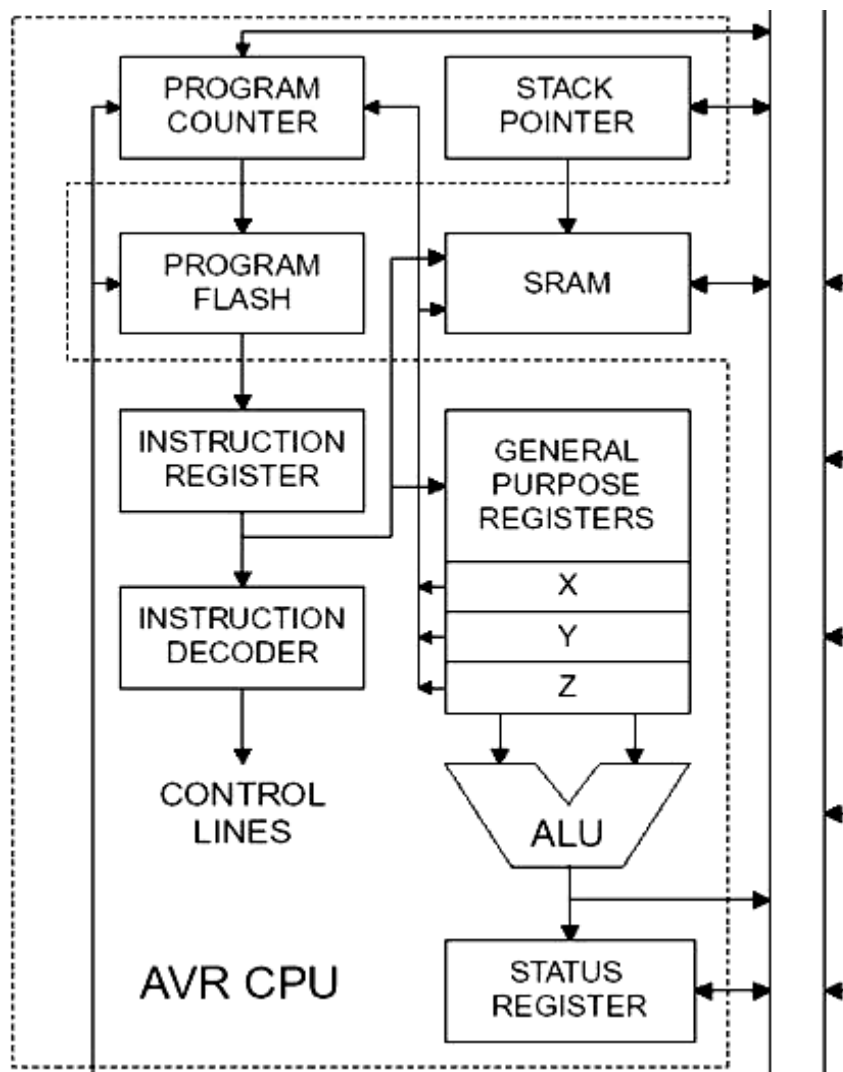 PROGRAM
COUNTER
STACK
POINTER
PROGRAM
FLASH
SRAM
INSTRUCTION
REGISTER
GENERAL
PURPOSE
REGISTERS
X
INSTRUCTION
DECODER
Y
Z
CONTROL
LINES
ALU
AVR CPU
STATUS
REGISTER